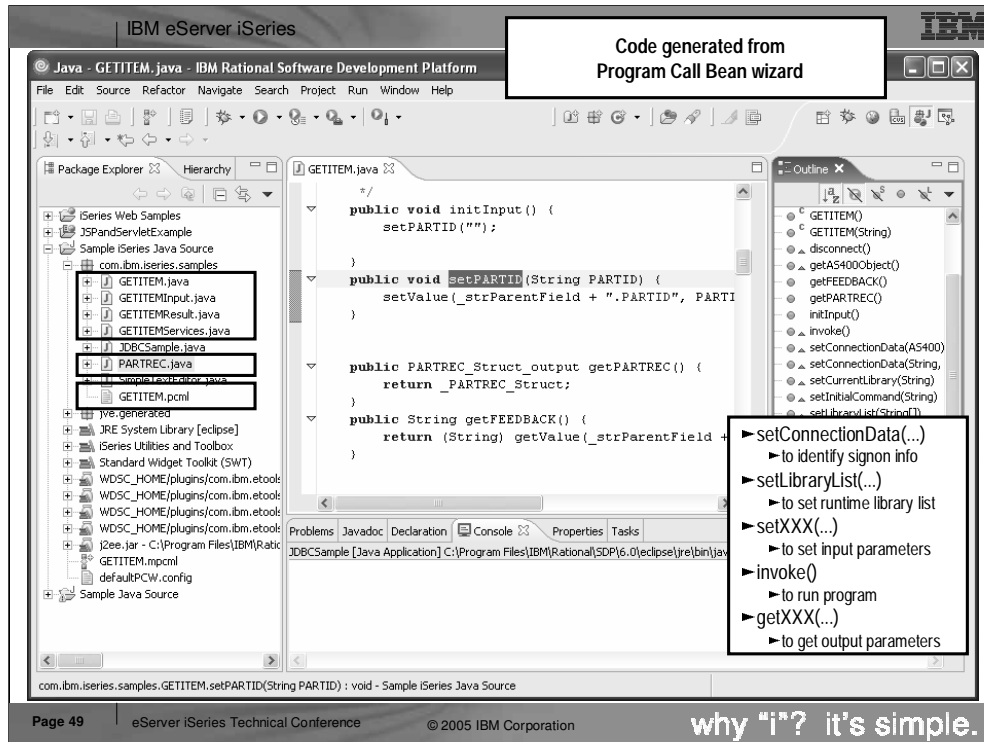 IBM eServer iSeries
IBM
Code generated from
Program Call Bean wizard
Java - GETITEM.java - IBM Rational Software Development Platform
File Edit Source Refactor Navigate Search Project Run Window Help
Package Explorer
Hierarchy
iSeries Web Samples
JSPandServletExample
Sample iSeries Java Source
com.ibm.iseries.samples
GETITEM.java
GETITEMInput.java
GETITEMResult.java
GETITEMServices.java
JDBCSample.java
PARTREC.java
SimpleTextEditor.java
GETITEM.pcml
jve.generated
JRE System Library [eclipse]
iSeries Utilities and Toolbox
Standard Widget Toolkit (SWT)
WDSC_HOME/plugins/com.ibm.etools
WDSC_HOME/plugins/com.ibm.etools
WDSC_HOME/plugins/com.ibm.etools
WDSC_HOME/plugins/com.ibm.etools
j2ee.jar - C:\Program Files\IBM\Ratic
GETITEM.mpcml
defaultPCW.config
Sample Java Source
GETITEM.java
*/
public void initInput() {
setPARTID("");
}
public void setPARTID(String PARTID) {
setValue(_strParentField + ".PARTID", PARTI
}
public PARTREC_Struct_output getPARTREC() {
return _PARTREC_Struct;
}
public String getFEEDBACK() {
return (String) getValue(_strParentField +
}
Problems Javadoc Declaration Console Properties Tasks
JDBCSample [Java Application] C:\Program Files\IBM\Rational\SDP\6.0\eclipse\jre\bin\jav
Outline
GETITEM()
GETITEM(String)
disconnect()
getAS400Object()
getFEEDBACK()
getPARTREC()
initInput()
invoke()
setConnectionData(AS400)
setConnectionData(String,
setCurrentLibrary(String)
setInitialCommand(String)
setLibraryList(String[])
►setConnectionData(...)
►to identify signon info
►setLibraryList(...)
►to set runtime library list
►setXXX(...)
►to set input parameters
►invoke()
►to run program
►getXXX(...)
►to get output parameters
com.ibm.iseries.samples.GETITEM.setPARTID(String PARTID) : void - Sample iSeries Java Source
Page 49
eServer iSeries Technical Conference
© 2005 IBM Corporation
why "i"? it's simple.